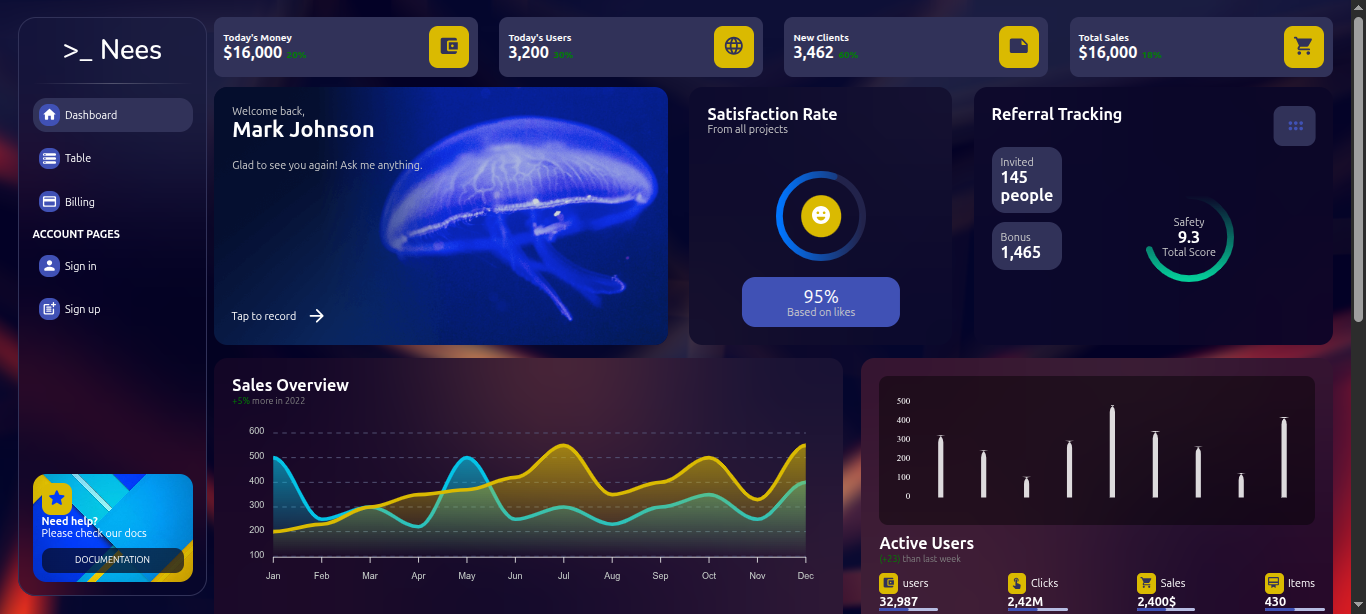 >_ Nees
Dashboard
Table
Billing
ACCOUNT PAGES
Sign in
Sign up
Need help?
Please check our docs
DOCUMENTATION
Today's Money
$16,000 20%
Today's Users
3,200 90%
New Clients
3,462 60%
Total Sales
$16,000 18%
Welcome back,
Mark Johnson
Glad to see you again! Ask me anything.
Tap to record
Satisfaction Rate
From all projects
95%
Based on likes
Referral Tracking
Invited
145
people
Bonus
1,465
Safety
9.3
Total Score
Sales Overview
+5% more in 2022
600
500
400
300
200
100
Jan Feb Mar Apr May Jun Jul Aug Sep Oct Nov Dec
500
400
300
200
100
0
Active Users
(+23) than last week
users
32,987
Clicks
2,42M
Sales
2,400$
Items
430